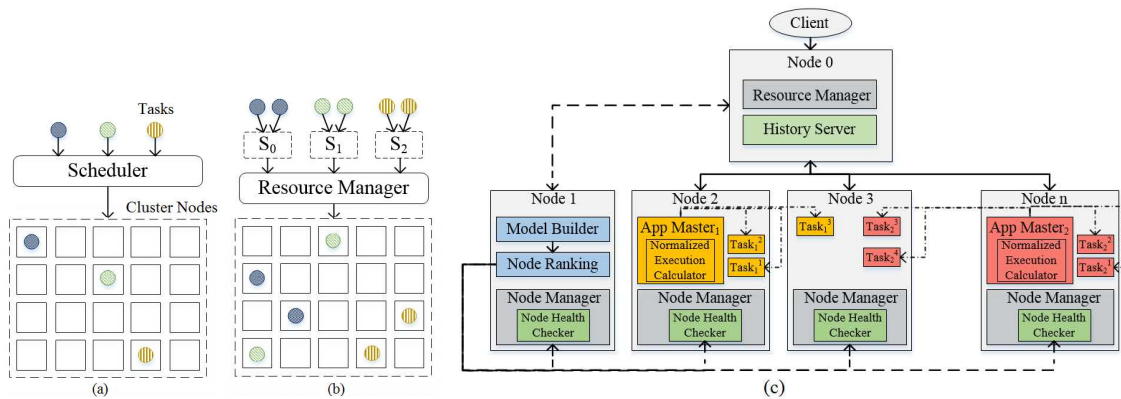 Tasks
Scheduler
Cluster Nodes
(a)
S0
S1
S2
Resource Manager
(b)
Client
Node 0
Resource Manager
History Server
Node 1
Model Builder
Node Ranking
Node Manager
Node Health
Checker
Node 2
App Master1
Normalized
Execution
Calculator
Task1^2
Task1^1
Node Manager
Node Health
Checker
Node 3
Task1^3
Task2^3
Task2^4
Node Manager
Node Health
Checker
Node n
App Master2
Normalized
Execution
Calculator
Task2^2
Task2^1
Node Manager
Node Health
Checker
(c)